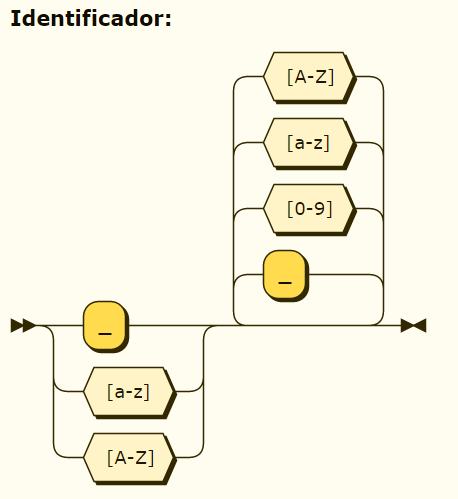 Identificador:
[A-Z]
[a-z]
[0-9]
_
_
[a-z]
[A-Z]